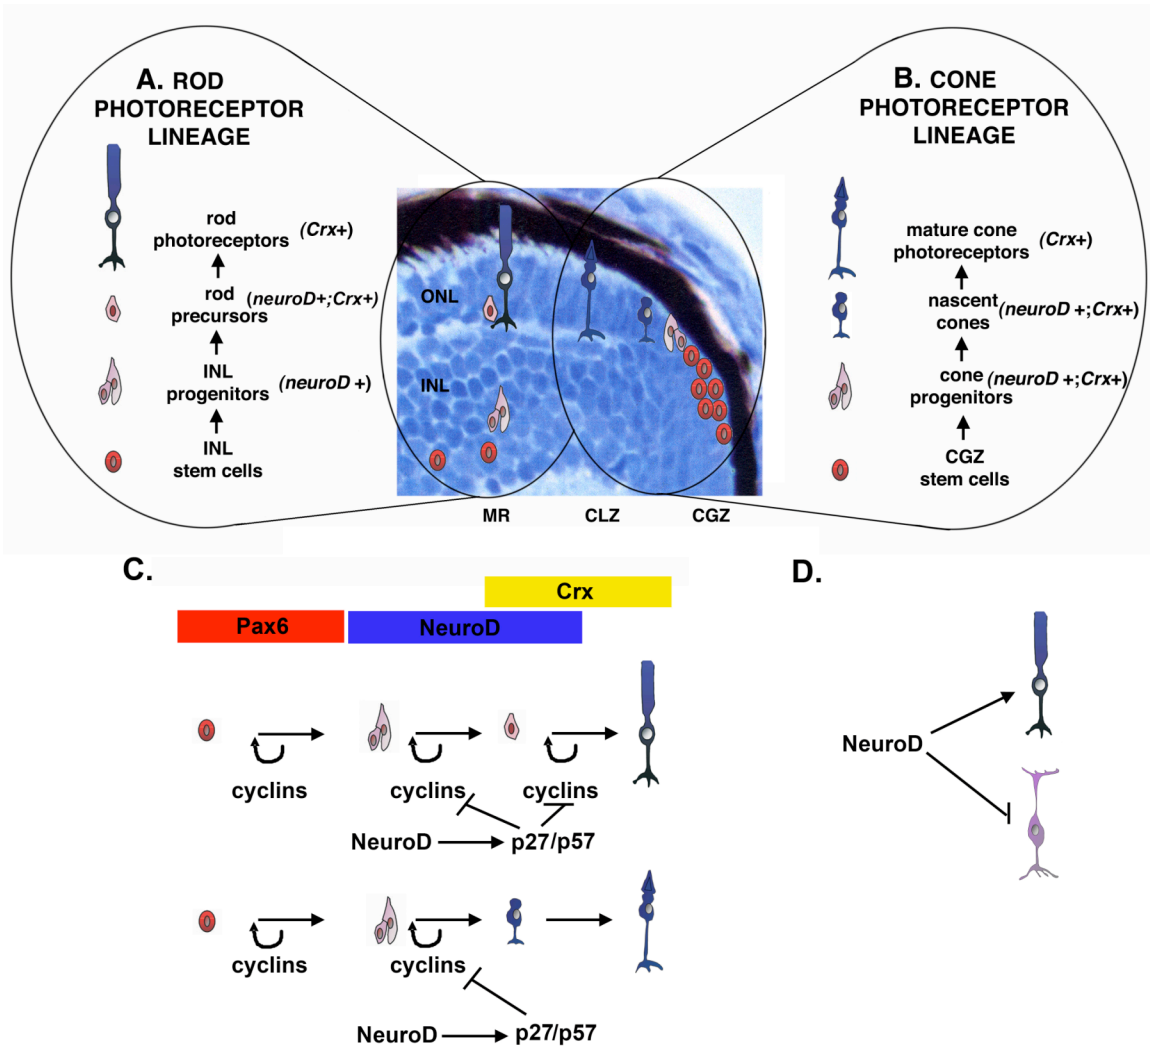 A. ROD
PHOTORECEPTOR
LINEAGE
rod
photoreceptors (Crx+)
rod (neuroD+;Crx+)
precursors
INL
progenitors (neuroD +)
INL
stem cells
ONL
INL
MR CLZ CGZ
B. CONE
PHOTORECEPTOR
LINEAGE
mature cone
photoreceptors (Crx+)
nascent (neuroD +;Crx+)
cones
cone (neuroD +;Crx+)
progenitors
CGZ
stem cells
C.
Crx
Pax6 NeuroD
cyclins cyclins cyclins
NeuroD p27/p57
cyclins cyclins
NeuroD p27/p57
D.
NeuroD